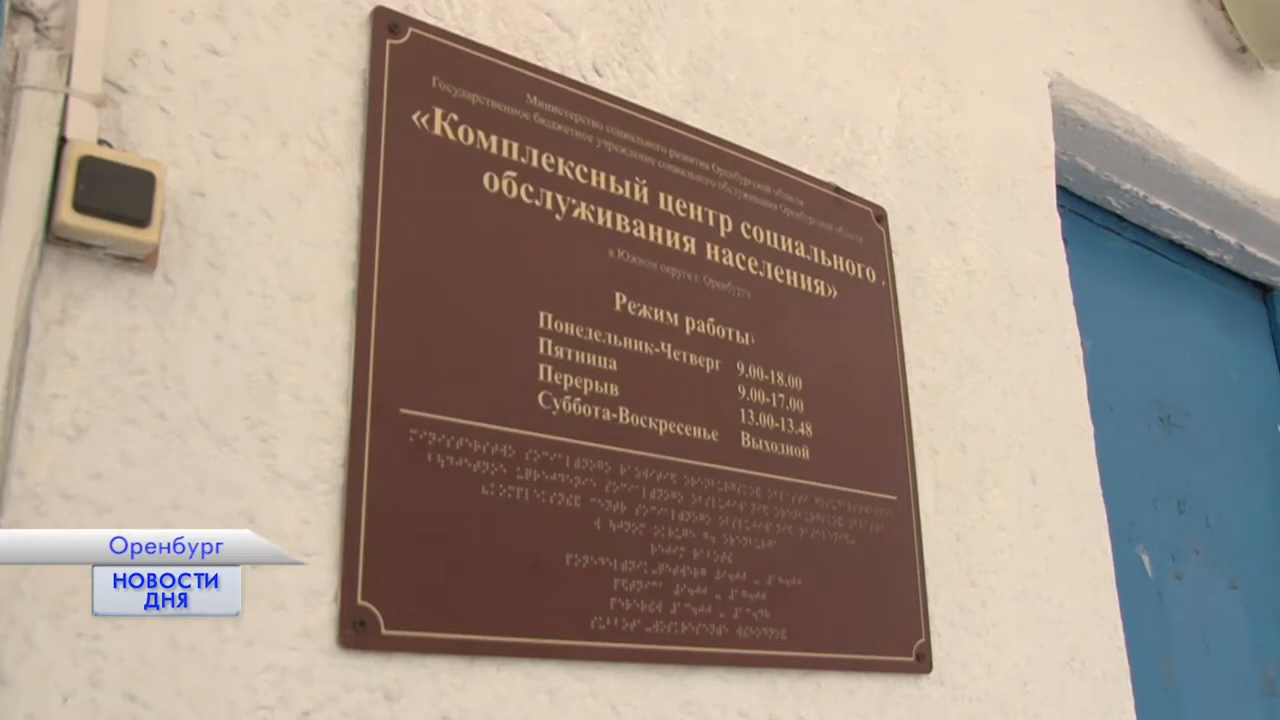 Министерство социального развития Оренбургской области
Государственное бюджетное учреждение социального обслуживания Оренбургской области
«Комплексный центр социального
обслуживания населения»
в Южном округе г. Оренбурга
Режим работы:
Понедельник-Четверг 9.00-18.00
Пятница 9.00-17.00
Перерыв 13.00-13.48
Суббота-Воскресенье Выходной
Оренбург
НОВОСТИ
ДНЯ